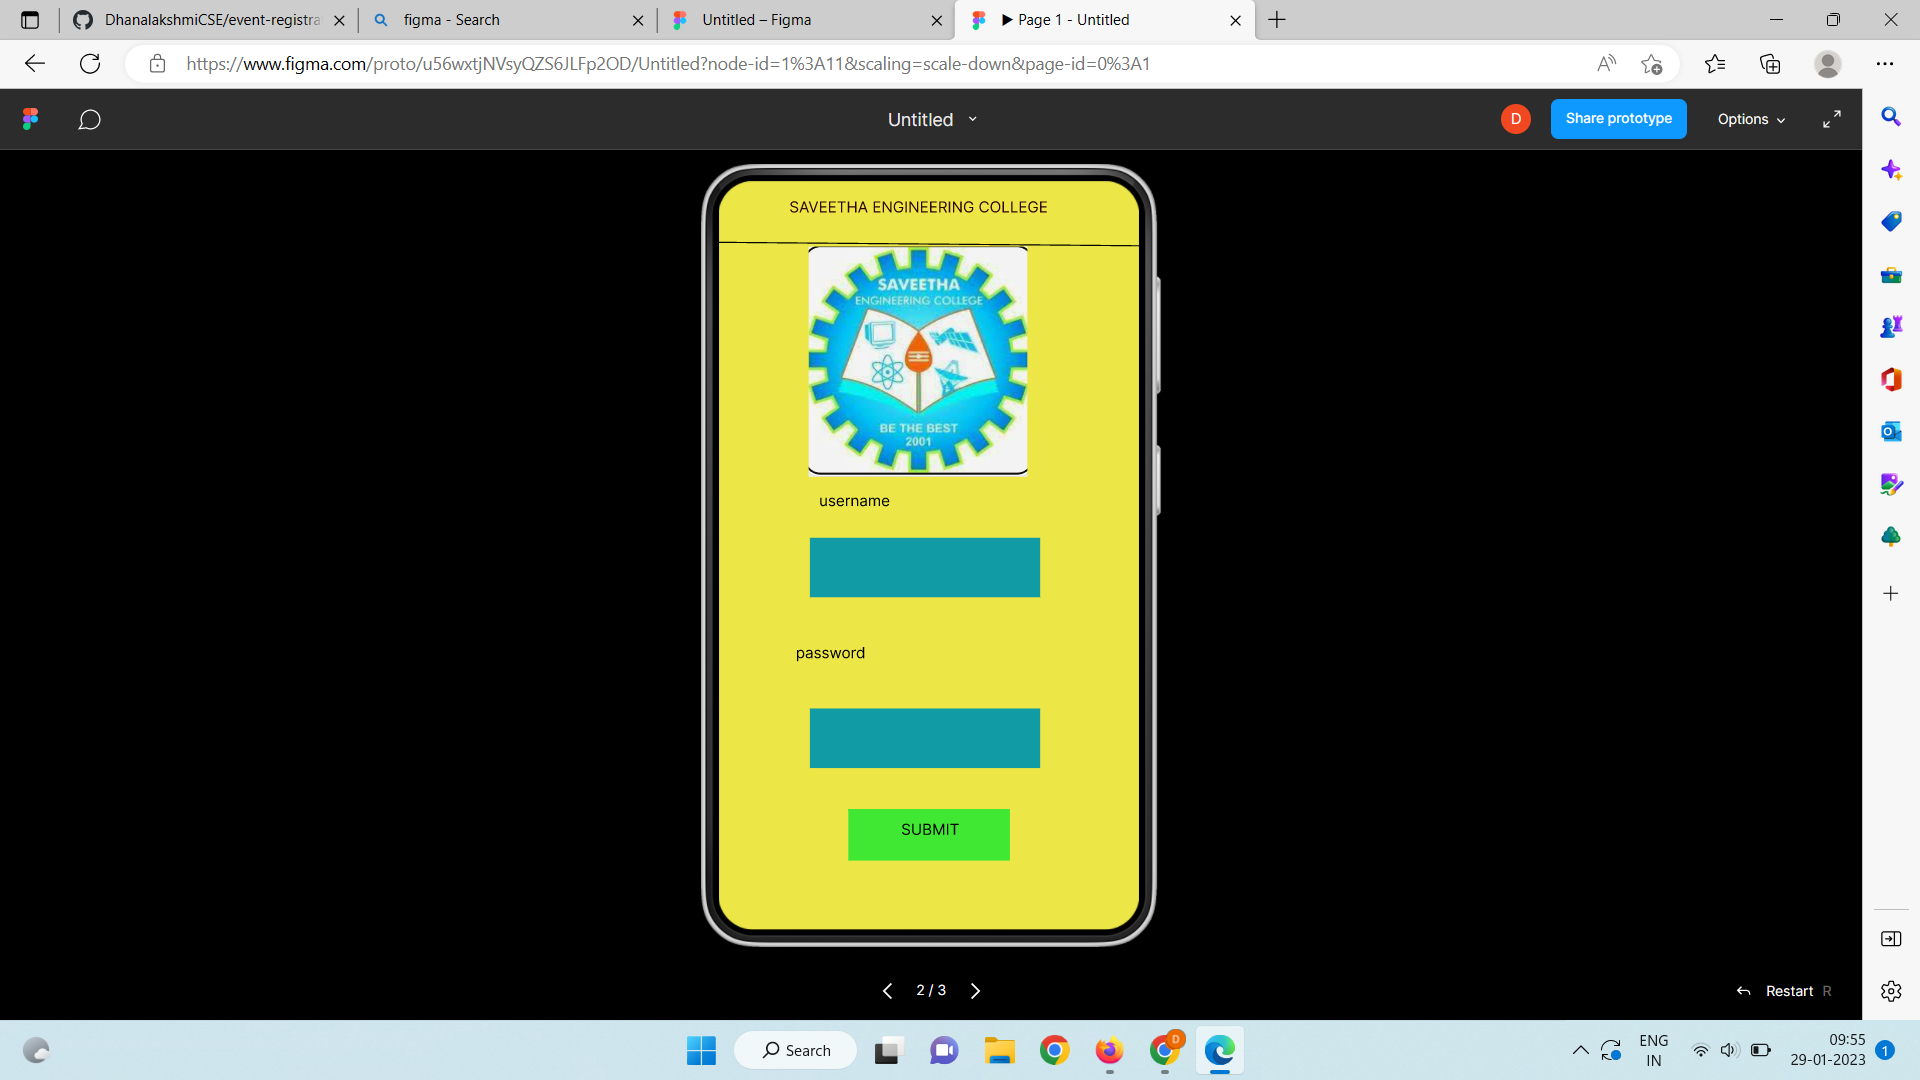 DhanalakshmiCSE/event-registra
figma - Search
Untitled – Figma
▶ Page 1 - Untitled
https://www.figma.com/proto/u56wxtjNVsyQZS6JLFp2OD/Untitled?node-id=1%3A11&scaling=scale-down&page-id=0%3A1
Untitled
D
Share prototype
Options
SAVEETHA ENGINEERING COLLEGE
SAVEETHA
ENGINEERING COLLEGE
BE THE BEST
2001
username
password
SUBMIT
2 / 3
Restart R
Search
D
ENG
IN
09:55
29-01-2023
1